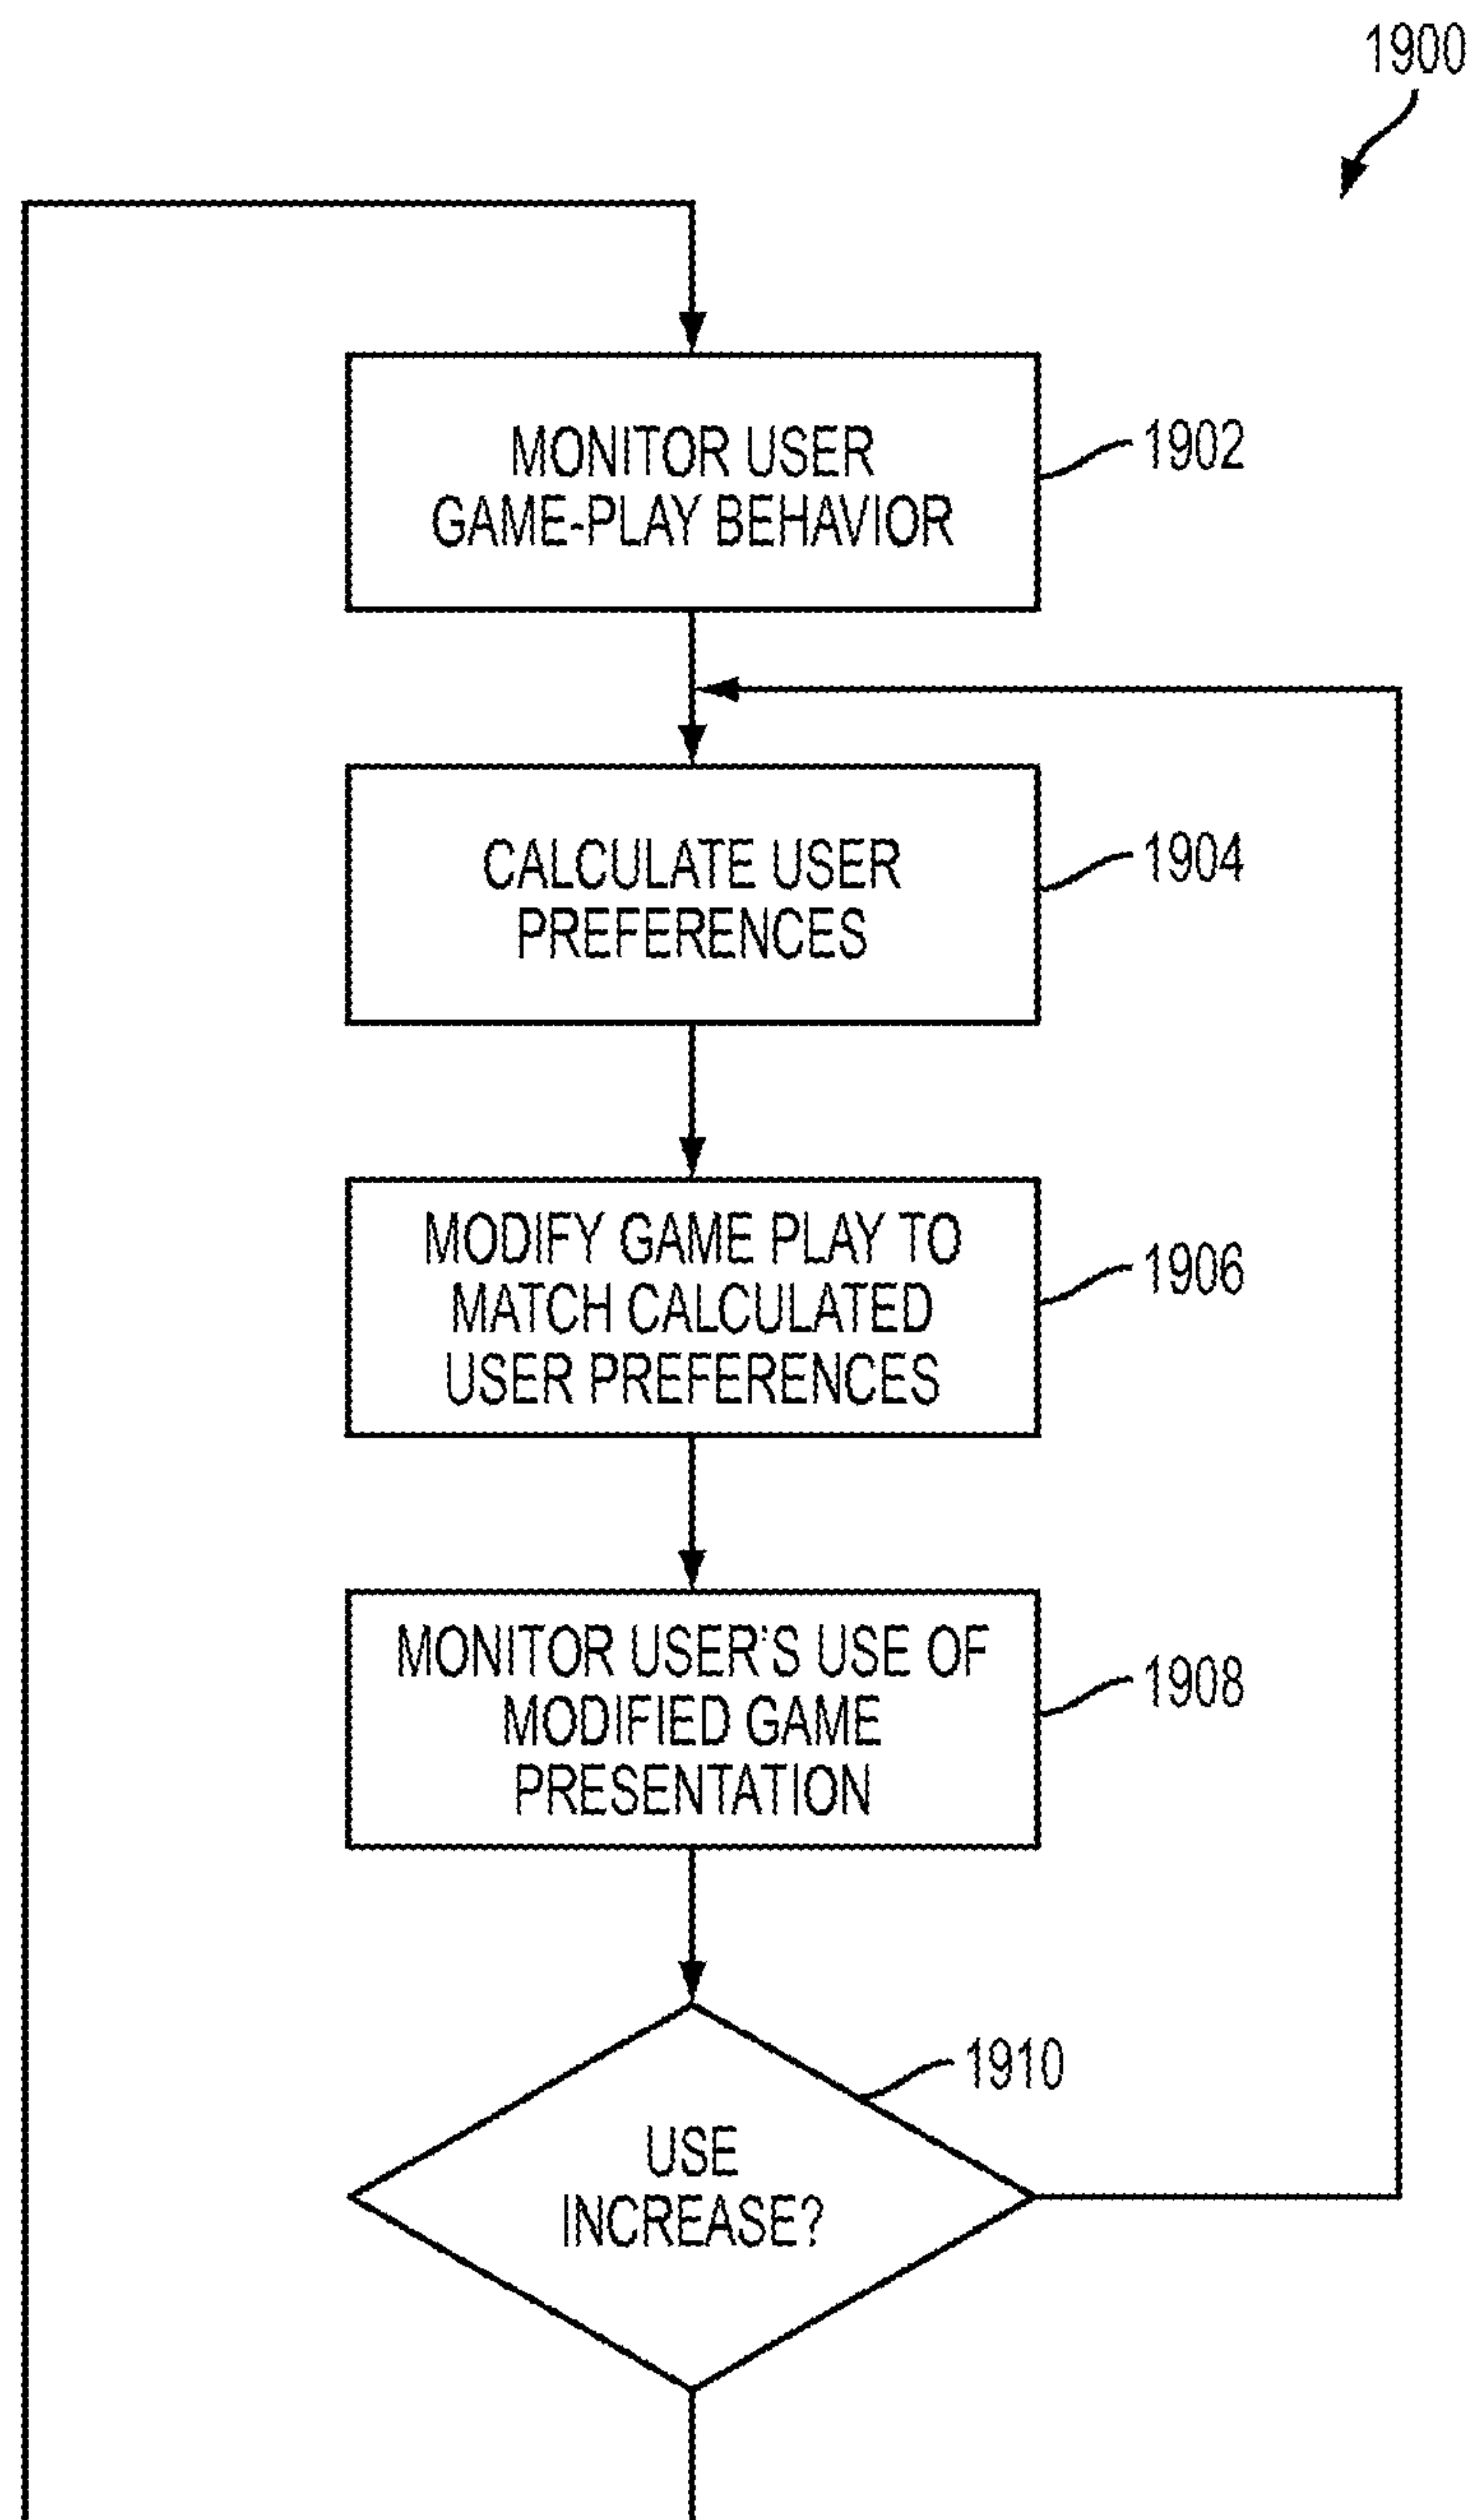 1900
MONITOR USER
GAME-PLAY BEHAVIOR
1902
CALCULATE USER
PREFERENCES
1904
MODIFY GAME PLAY TO
MATCH CALCULATED
USER PREFERENCES
1906
MONITOR USER'S USE OF
MODIFIED GAME
PRESENTATION
1908
1910
USE
INCREASE?